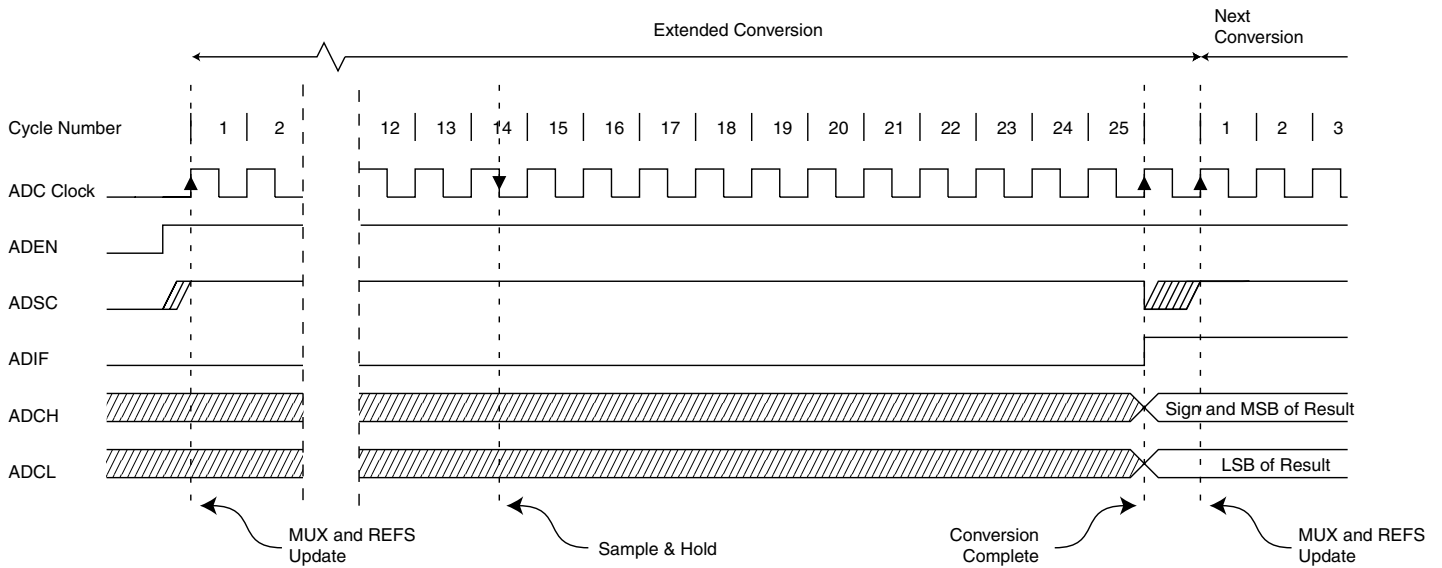 Extended Conversion
Next
Conversion
Cycle Number 1 2 12 13 14 15 16 17 18 19 20 21 22 23 24 25 1 2 3
ADC Clock
ADEN
ADSC
ADIF
ADCH Sign and MSB of Result
ADCL LSB of Result
MUX and REFS
Update
Sample & Hold
Conversion
Complete
MUX and REFS
Update